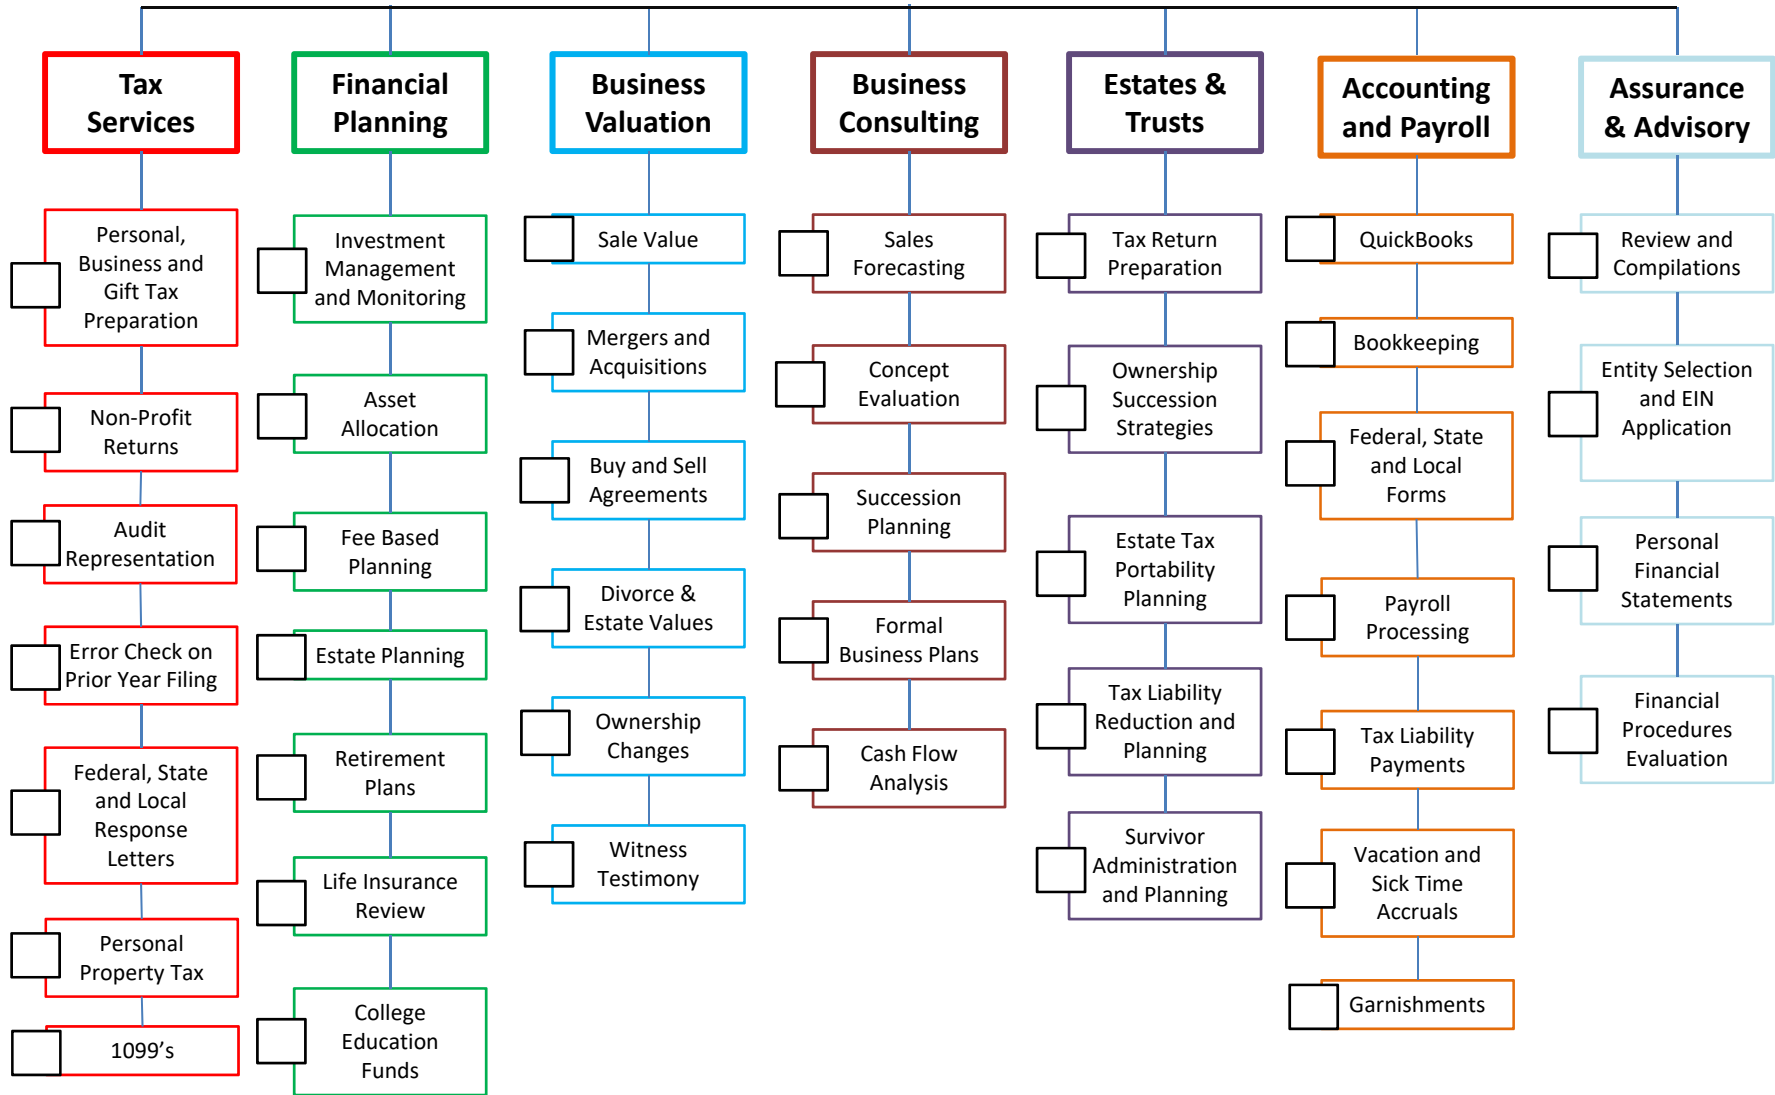 Tax
Services
Financial
Planning
Business
Valuation
Business
Consulting
Estates &
Trusts
Accounting
and Payroll
Assurance
& Advisory
Personal,
Business and
Gift Tax
Preparation
Non-Profit
Returns
Audit
Representation
Error Check on
Prior Year Filing
Federal, State
and Local
Response
Letters
Personal
Property Tax
1099’s
Investment
Management
and Monitoring
Asset
Allocation
Fee Based
Planning
Estate Planning
Retirement
Plans
Life Insurance
Review
College
Education
Funds
Sale Value
Mergers and
Acquisitions
Buy and Sell
Agreements
Divorce &
Estate Values
Ownership
Changes
Witness
Testimony
Sales
Forecasting
Concept
Evaluation
Succession
Planning
Formal
Business Plans
Cash Flow
Analysis
Tax Return
Preparation
Ownership
Succession
Strategies
Estate Tax
Portability
Planning
Tax Liability
Reduction and
Planning
Survivor
Administration
and Planning
QuickBooks
Bookkeeping
Federal, State
and Local
Forms
Payroll
Processing
Tax Liability
Payments
Vacation and
Sick Time
Accruals
Garnishments
Review and
Compilations
Entity Selection
and EIN
Application
Personal
Financial
Statements
Financial
Procedures
Evaluation